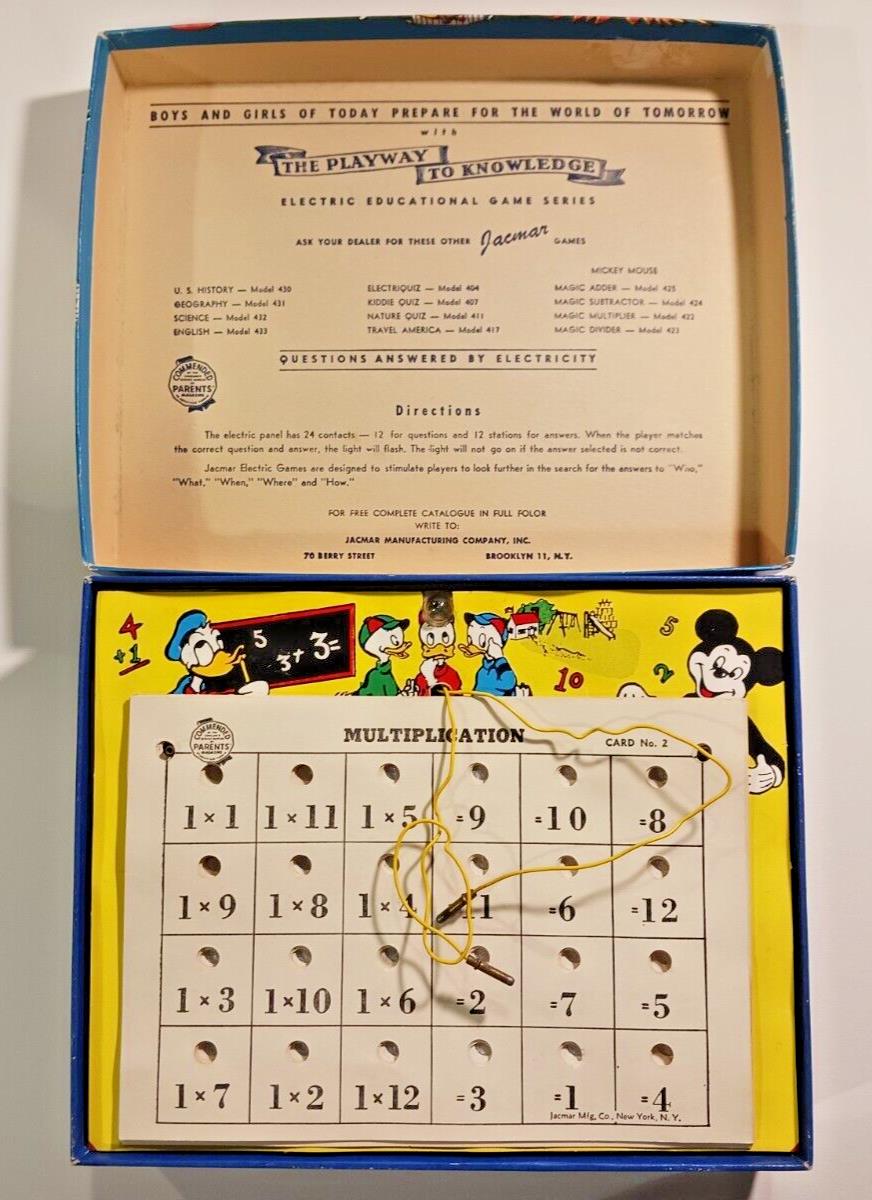 BOYS AND GIRLS OF TODAY PREPARE FOR THE WORLD OF TOMORROW
with
THE PLAYWAY TO KNOWLEDGE
ELECTRIC EDUCATIONAL GAME SERIES
ASK YOUR DEALER FOR THESE OTHER Jacmar GAMES
MICKEY MOUSE
U. S. HISTORY — Model 430 ELECTRIQUIZ — Model 404 MAGIC ADDER — Model 425
GEOGRAPHY — Model 431 KIDDIE QUIZ — Model 407 MAGIC SUBTRACTOR — Model 424
SCIENCE — Model 432 NATURE QUIZ — Model 411 MAGIC MULTIPLIER — Model 422
ENGLISH — Model 433 TRAVEL AMERICA — Model 417 MAGIC DIVIDER — Model 423
QUESTIONS ANSWERED BY ELECTRICITY
COMMENDED
PARENTS'
MAGAZINE
Directions
The electric panel has 24 contacts — 12 for questions and 12 stations for answers. When the player matches
the correct question and answer, the light will flash. The light will not go on if the answer selected is not correct.
Jacmar Electric Games are designed to stimulate players to look further in the search for the answers to "Who,"
"What," "When," "Where" and "How."
FOR FREE COMPLETE CATALOGUE IN FULL FOLOR
WRITE TO:
JACMAR MANUFACTURING COMPANY, INC.
70 BERRY STREET BROOKLYN 11, N.Y.
4
+1
5
3+3=
10
5
2
COMMENDED
PARENTS'
MAGAZINE
MULTIPLICATION
CARD No. 2
1×1 1×11 1×5 =9 =10 =8
1×9 1×8 1×4 11 =6 =12
1×3 1×10 1×6 =2 =7 =5
1×7 1×2 1×12 =3 =1 =4
Jacmar Mfg. Co., New York, N. Y.